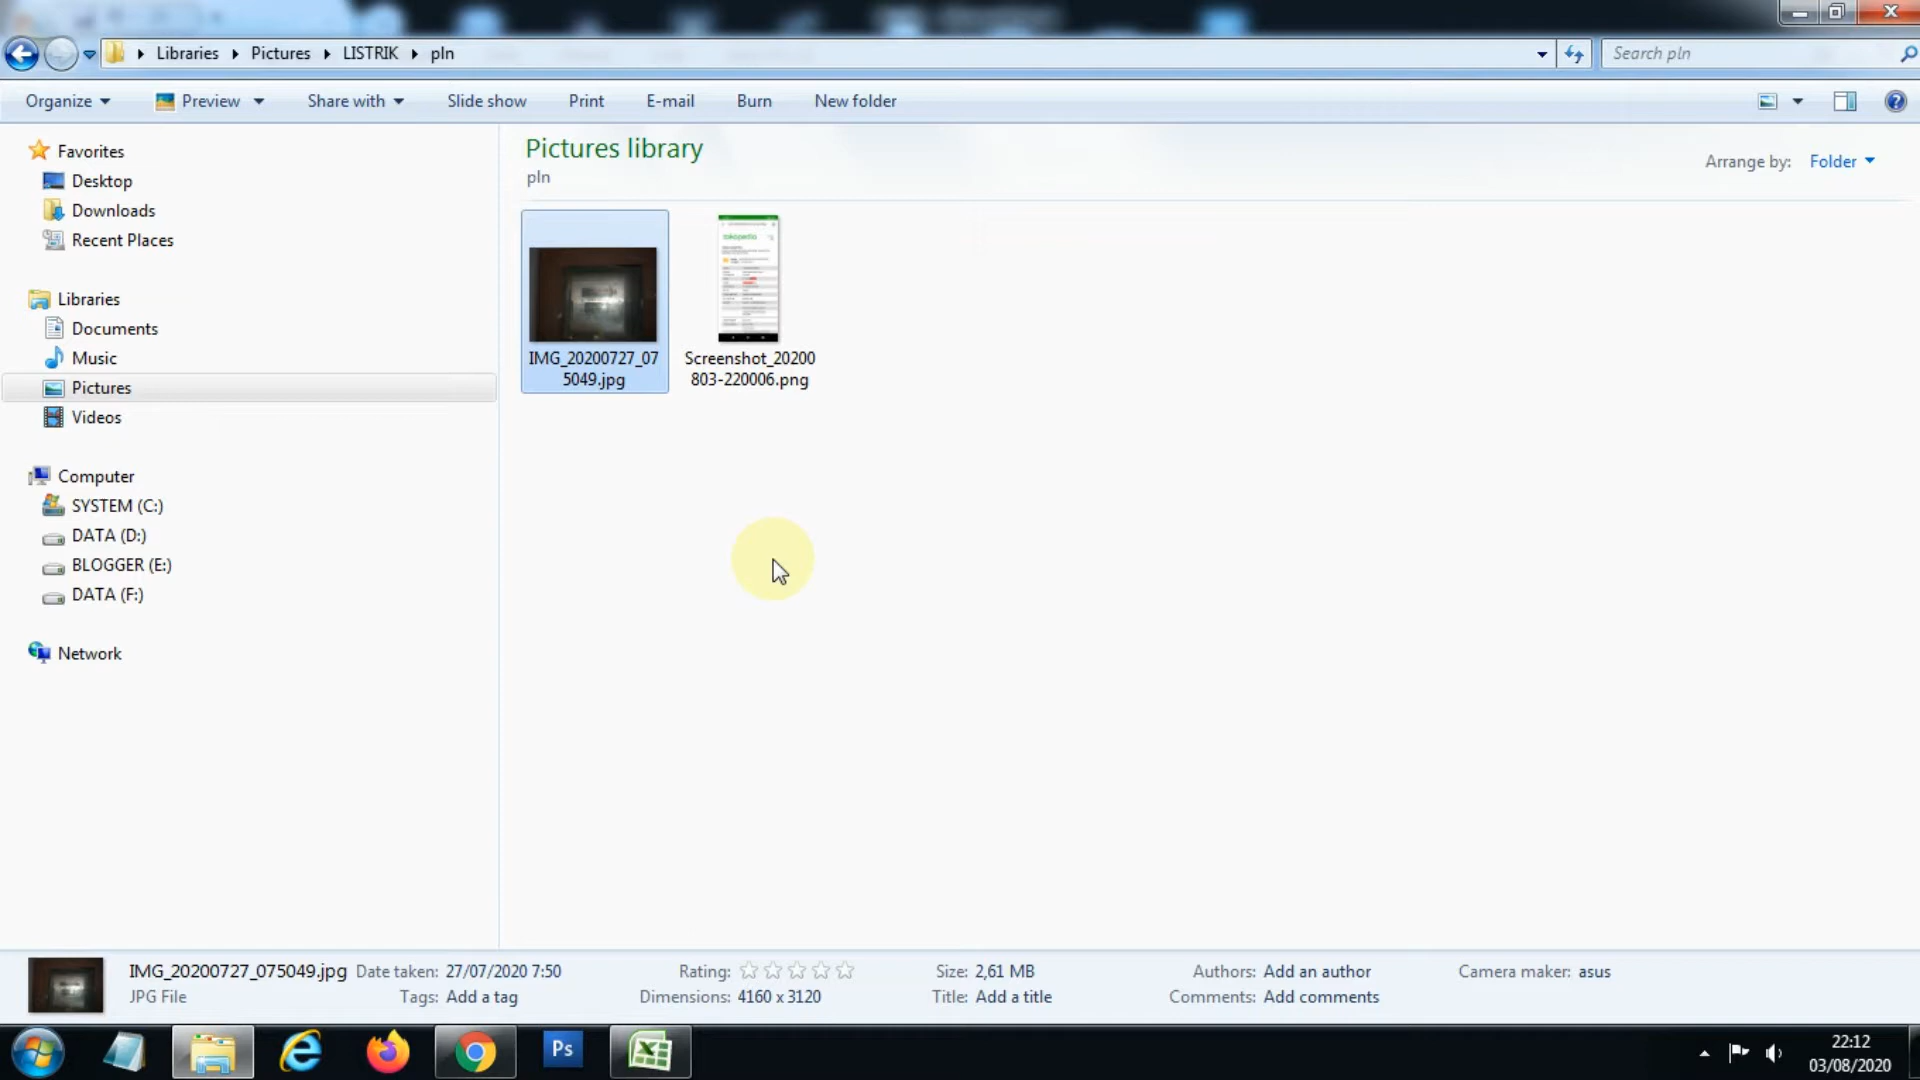 Libraries Pictures LISTRIK pln
Search pln
Organize Preview Share with Slide show Print E-mail Burn New folder
Favorites
Desktop
Downloads
Recent Places
Libraries
Documents
Music
Pictures
Videos
Computer
SYSTEM (C:)
DATA (D:)
BLOGGER (E:)
DATA (F:)
Network
Pictures library
pln
Arrange by: Folder
tokopedia
IMG_20200727_07
5049.jpg
Screenshot_20200
803-220006.png
IMG_20200727_075049.jpg Date taken: 27/07/2020 7:50 Rating: Size: 2,61 MB Authors: Add an author Camera maker: asus
JPG File Tags: Add a tag Dimensions: 4160 x 3120 Title: Add a title Comments: Add comments
Ps
22:12
03/08/2020